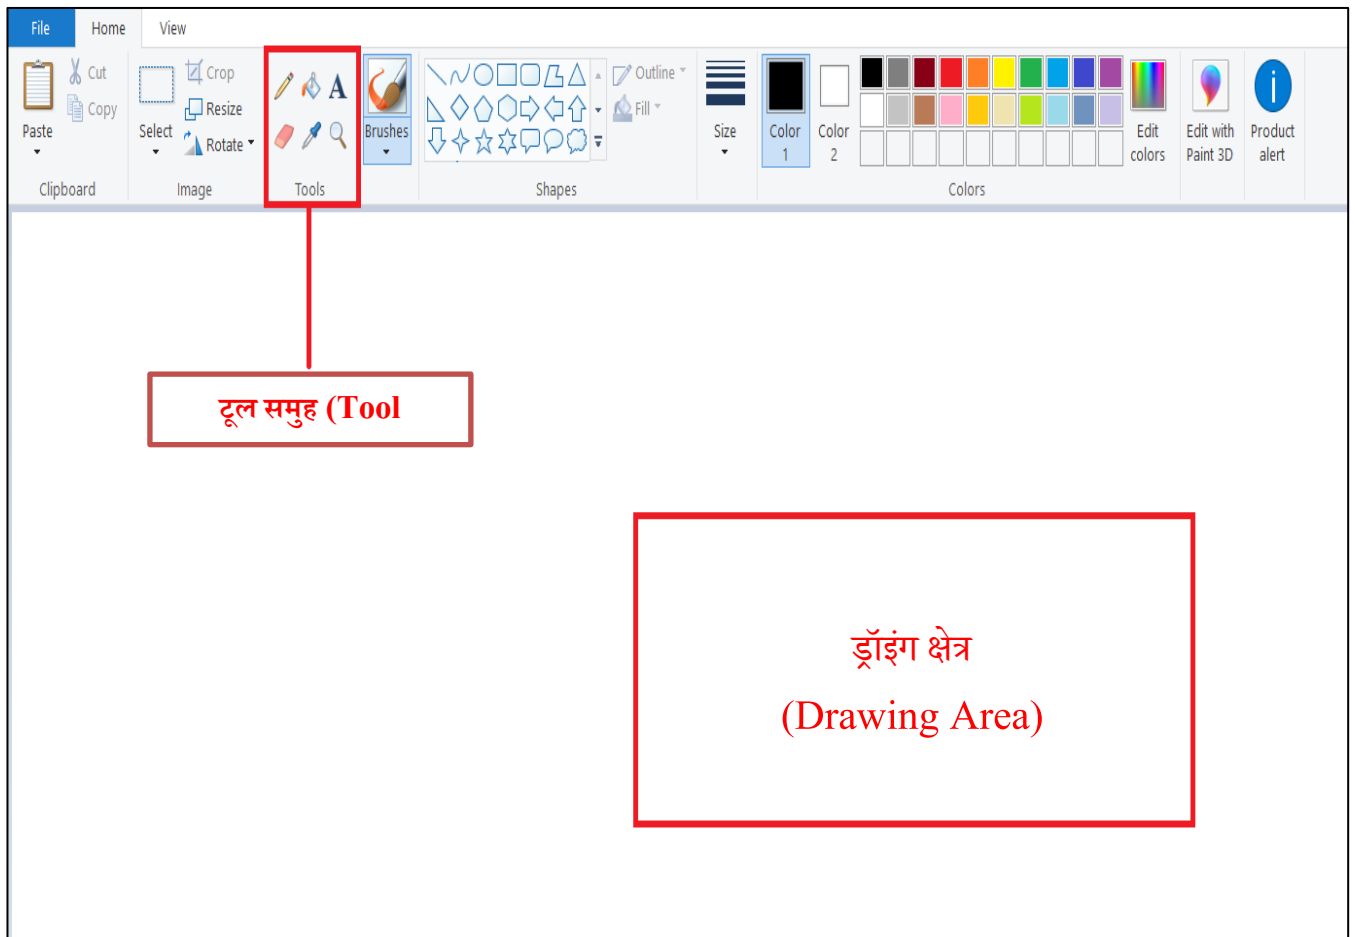 File Home View
Cut
Copy
Paste
Clipboard
Select
Crop
Resize
Rotate
Image
A
Tools
Brushes
Outline
Fill
Shapes
Size
Color 1
Color 2
Edit colors
Colors
Edit with Paint 3D
Product alert
टूल समुह (Tool
ड्रॉइंग क्षेत्र
(Drawing Area)